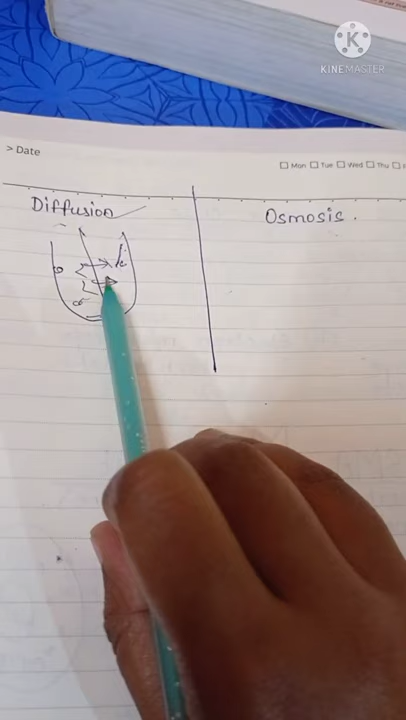 KINEMASTER
> Date
Mon Tue Wed Thu
Diffusion
Osmosis.